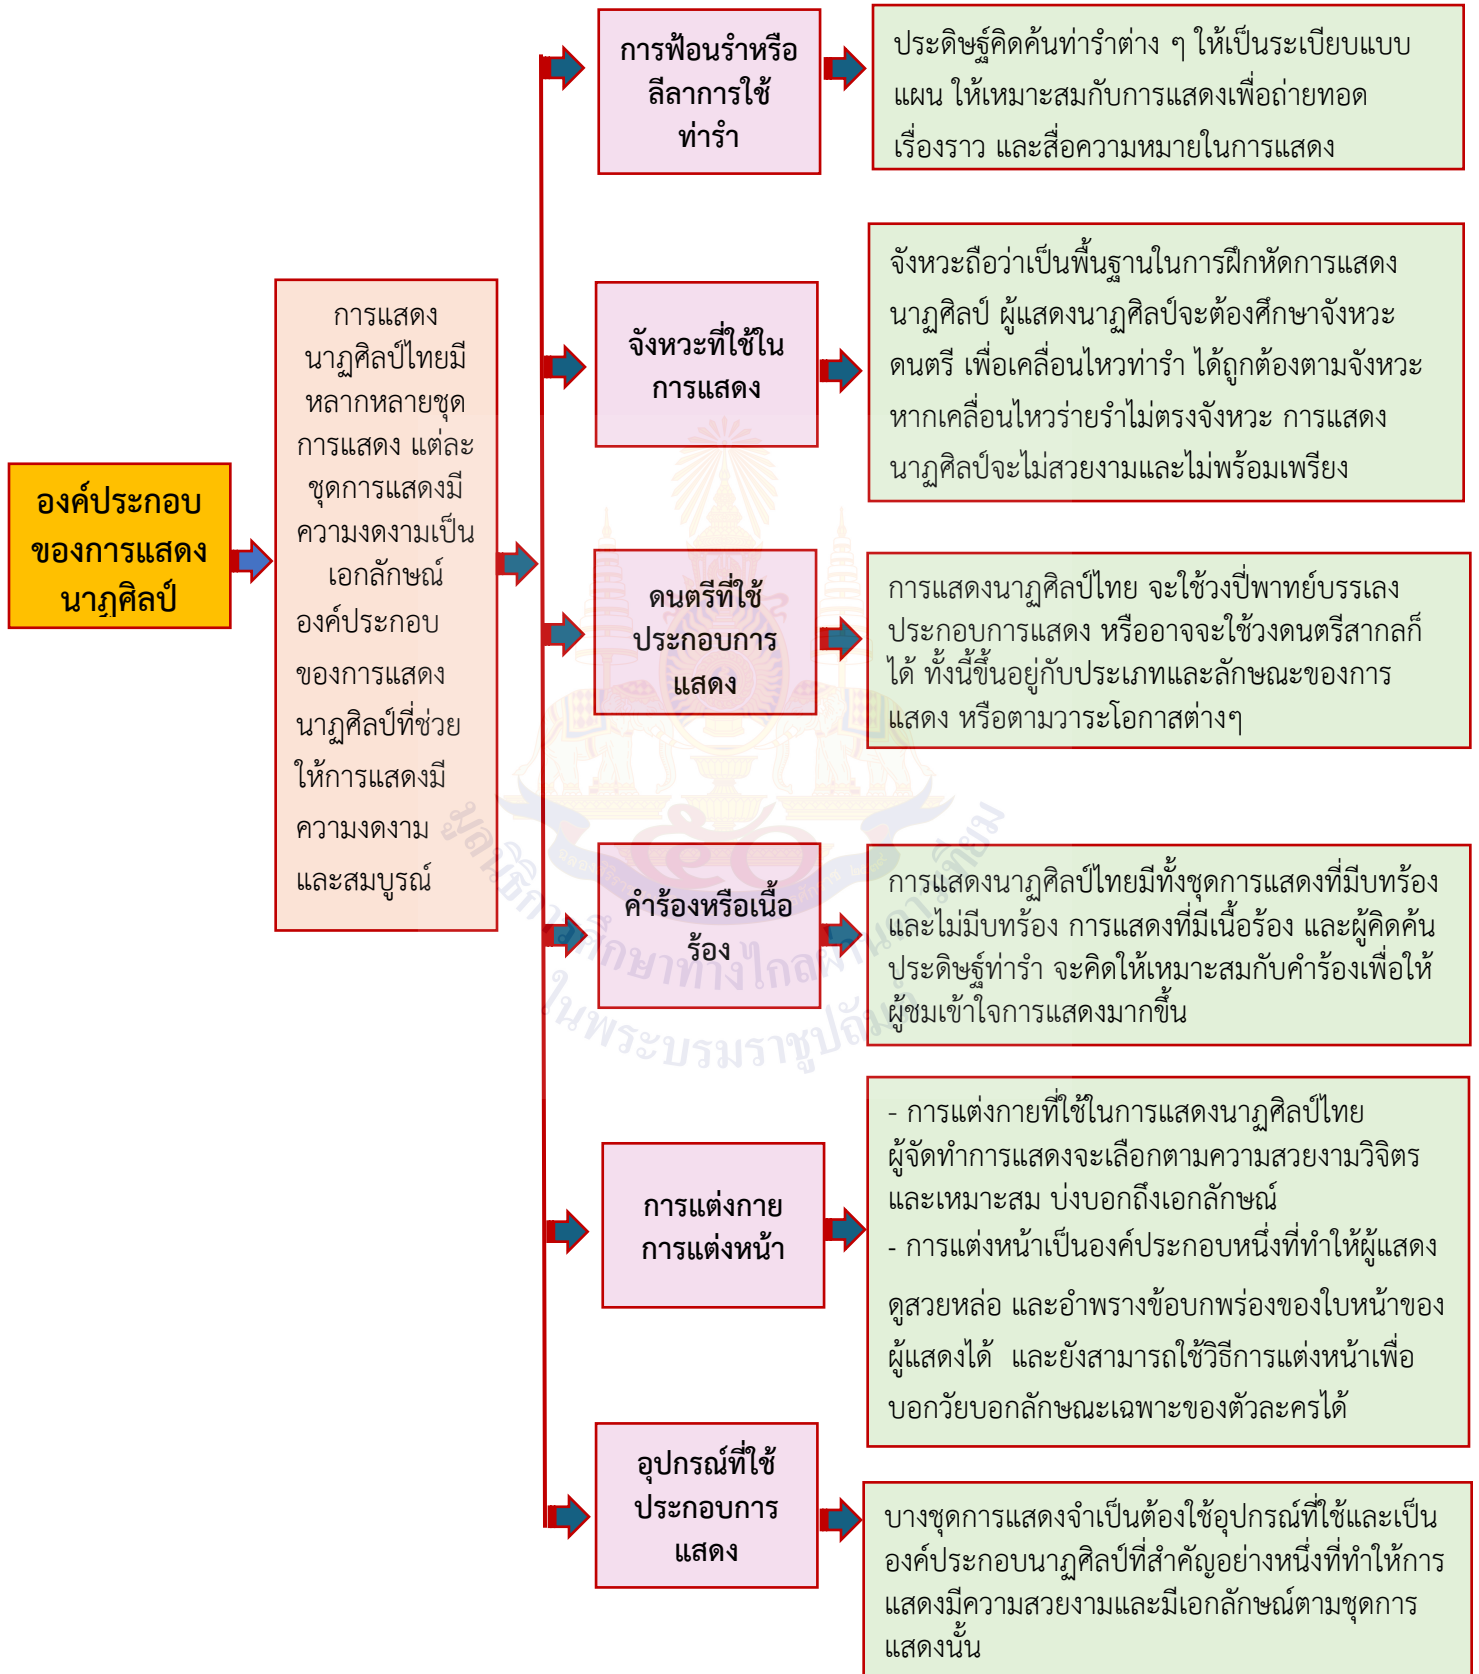 องค์ประกอบ
ของการแสดง
นาฏศิลป์
การแสดง
นาฏศิลป์ไทยมี
หลากหลายชุด
การแสดง แต่ละ
ชุดการแสดงมี
ความงดงามเป็น
เอกลักษณ์
องค์ประกอบ
ของการแสดง
นาฏศิลป์ที่ช่วย
ให้การแสดงมี
ความงดงาม
และสมบูรณ์
การฟ้อนรำหรือ
ลีลาการใช้
ท่ารำ
ประดิษฐ์คิดค้นท่ารำต่าง ๆ ให้เป็นระเบียบแบบ
แผน ให้เหมาะสมกับการแสดงเพื่อถ่ายทอด
เรื่องราว และสื่อความหมายในการแสดง
จังหวะที่ใช้ใน
การแสดง
จังหวะถือว่าเป็นพื้นฐานในการฝึกหัดการแสดง
นาฏศิลป์ ผู้แสดงนาฏศิลป์จะต้องศึกษาจังหวะ
ดนตรี เพื่อเคลื่อนไหวท่ารำ ได้ถูกต้องตามจังหวะ
หากเคลื่อนไหวร่ายรำไม่ตรงจังหวะ การแสดง
นาฏศิลป์จะไม่สวยงามและไม่พร้อมเพรียง
ดนตรีที่ใช้
ประกอบการ
แสดง
การแสดงนาฏศิลป์ไทย จะใช้วงปี่พาทย์บรรเลง
ประกอบการแสดง หรืออาจจะใช้วงดนตรีสากลก็
ได้ ทั้งนี้ขึ้นอยู่กับประเภทและลักษณะของการ
แสดง หรือตามวาระโอกาสต่างๆ
คำร้องหรือเนื้อ
ร้อง
การแสดงนาฏศิลป์ไทยมีทั้งชุดการแสดงที่มีบทร้อง
และไม่มีบทร้อง การแสดงที่มีเนื้อร้อง และผู้คิดค้น
ประดิษฐ์ท่ารำ จะคิดให้เหมาะสมกับคำร้องเพื่อให้
ผู้ชมเข้าใจการแสดงมากขึ้น
การแต่งกาย
การแต่งหน้า
- การแต่งกายที่ใช้ในการแสดงนาฏศิลป์ไทย
ผู้จัดทำการแสดงจะเลือกตามความสวยงามวิจิตร
และเหมาะสม บ่งบอกถึงเอกลักษณ์
- การแต่งหน้าเป็นองค์ประกอบหนึ่งที่ทำให้ผู้แสดง
ดูสวยหล่อ และอำพรางข้อบกพร่องของใบหน้าของ
ผู้แสดงได้ และยังสามารถใช้วิธีการแต่งหน้าเพื่อ
บอกวัยบอกลักษณะเฉพาะของตัวละครได้
อุปกรณ์ที่ใช้
ประกอบการ
แสดง
บางชุดการแสดงจำเป็นต้องใช้อุปกรณ์ที่ใช้และเป็น
องค์ประกอบนาฏศิลป์ที่สำคัญอย่างหนึ่งที่ทำให้การ
แสดงมีความสวยงามและมีเอกลักษณ์ตามชุดการ
แสดงนั้น
๕๐
มูลนิธิการศึกษาทางไกลผ่านดาวเทียม
ในพระบรมราชูปถัมภ์